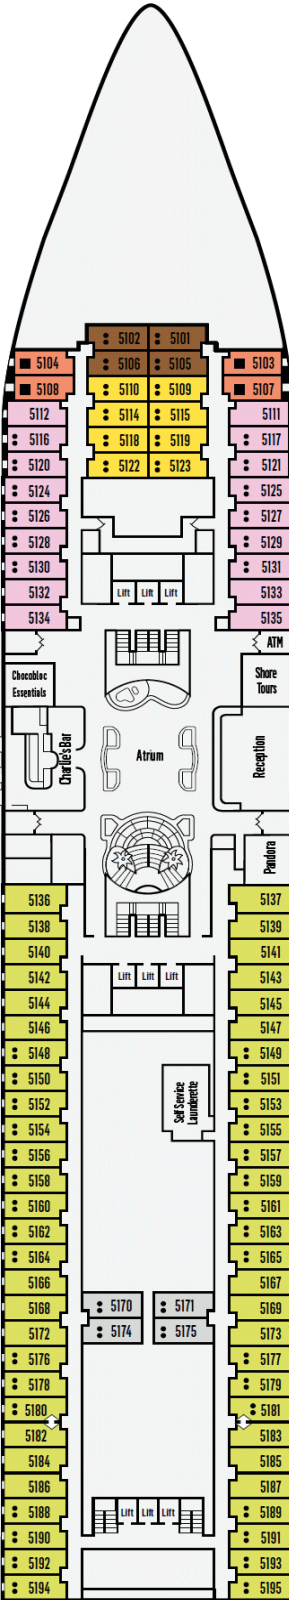 5102 5101
5104 5106 5105 5103
5108 5110 5109 5107
5112 5114 5115 5111
5116 5118 5119 5117
5120 5122 5123 5121
5124 5125
5126 5127
5128 5129
5130 5131
5132 Lift Lift Lift 5133
5134 5135
ATM
Chocobloc
Essentials
Shore
Tours
Charlie's Bar
Atrium
Reception
Pandora
5136 5137
5138 5139
5140 5141
5142 Lift Lift Lift 5143
5144 5145
5146 5147
5148 5149
5150 5151
5152 5153
Self Service
Launderette
5154 5155
5156 5157
5158 5159
5160 5161
5162 5163
5164 5165
5166 5167
5168 5170 5171 5169
5172 5174 5175 5173
5176 5177
5178 5179
5180 5181
5182 5183
5184 5185
5186 5187
5188 Lift Lift Lift 5189
5190 5191
5192 5193
5194 5195